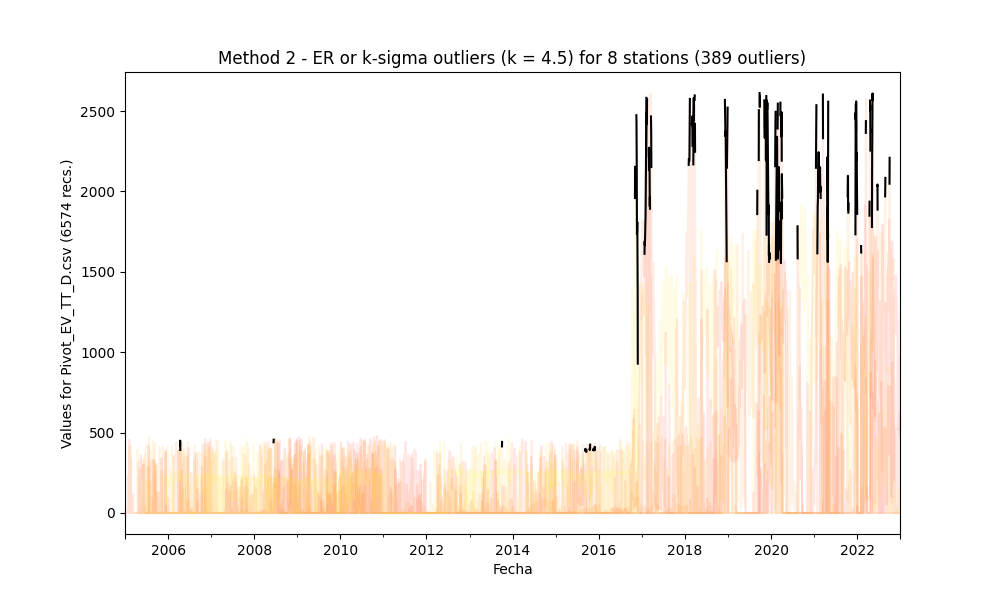 Method 2 - ER or k-sigma outliers (k = 4.5) for 8 stations (389 outliers)
Values for Pivot_EV_TT_D.csv (6574 recs.)
2500
2000
1500
1000
500
0
2006 2008 2010 2012 2014 2016 2018 2020 2022
Fecha